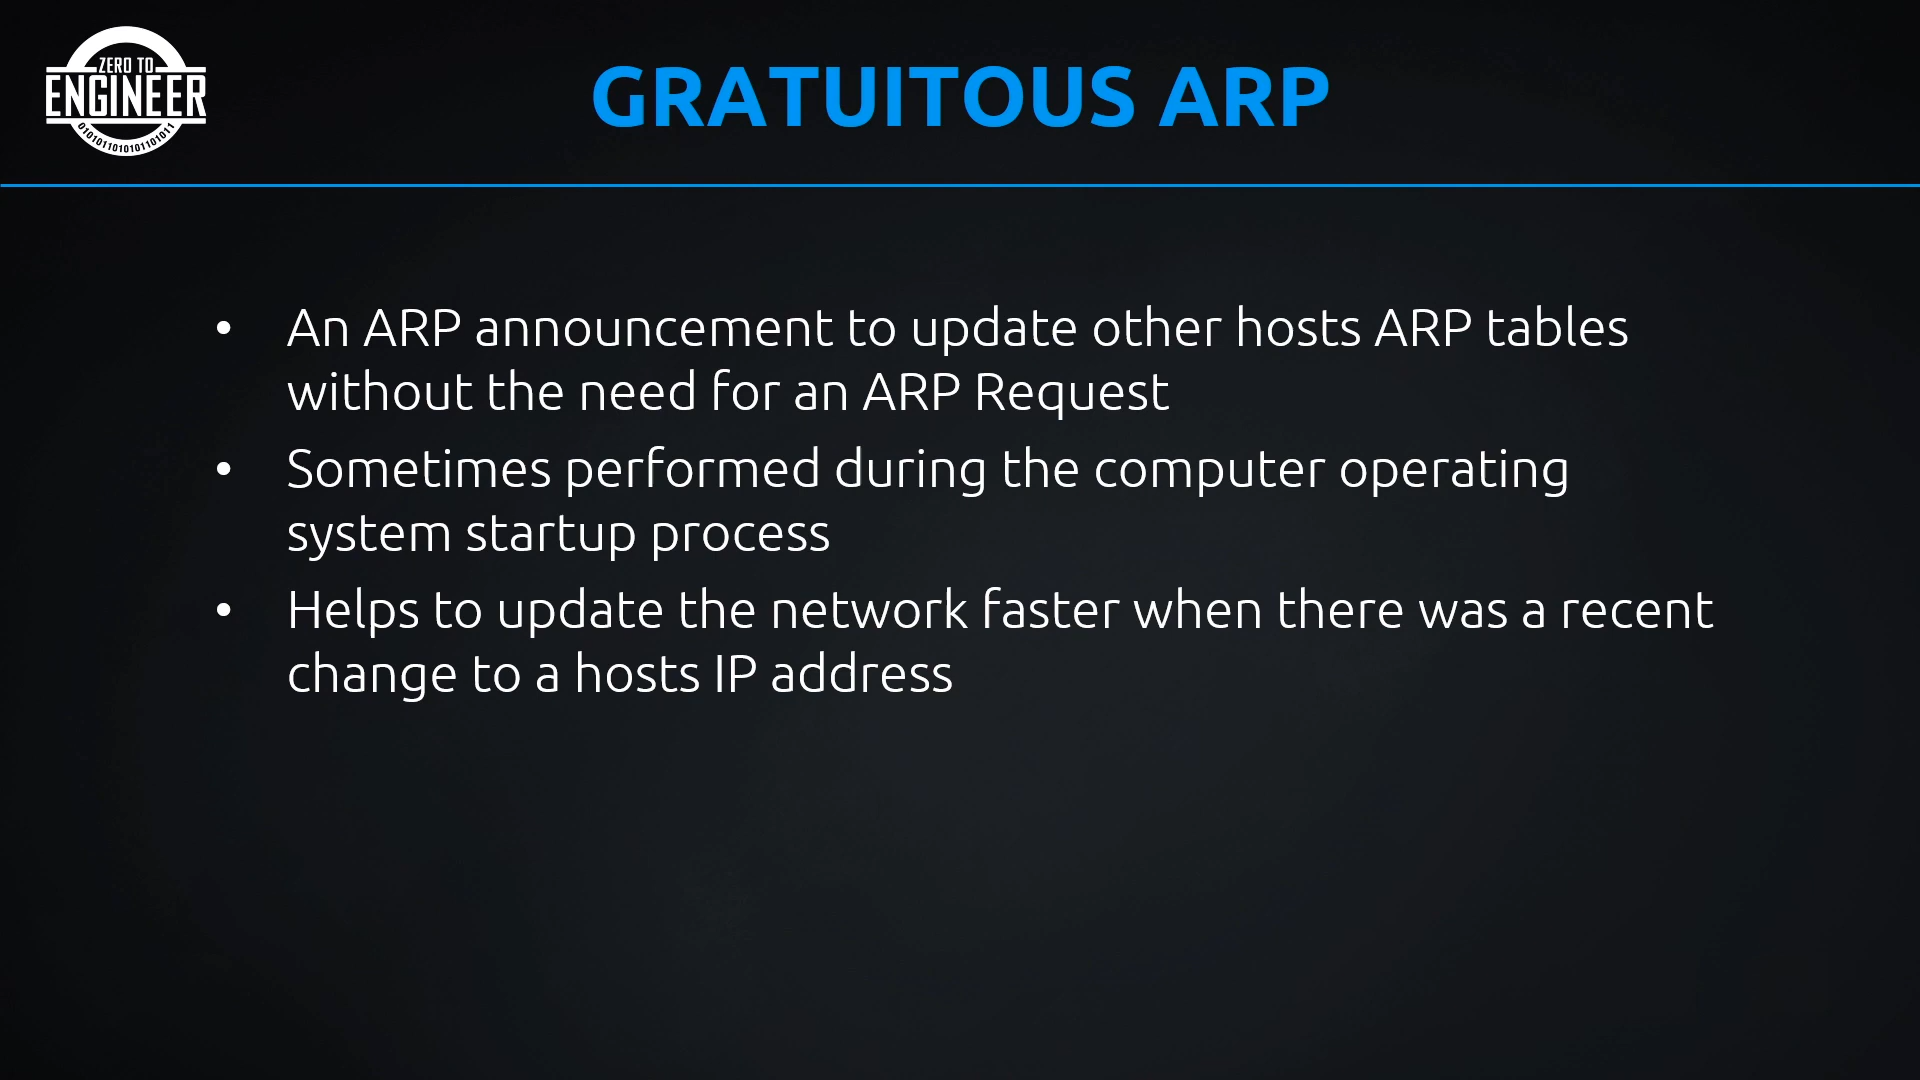 ZERO TO
ENGINEER
GRATUITOUS ARP
• An ARP announcement to update other hosts ARP tables
without the need for an ARP Request
• Sometimes performed during the computer operating
system startup process
• Helps to update the network faster when there was a recent
change to a hosts IP address